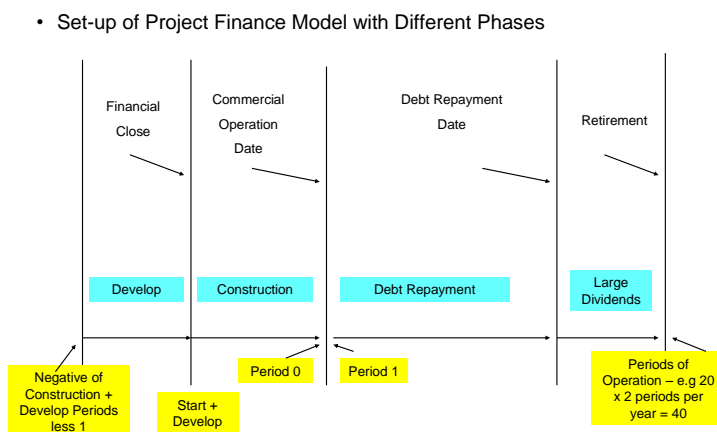 • Set-up of Project Finance Model with Different Phases
Financial
Close
Commercial
Operation
Date
Debt Repayment
Date
Retirement
Develop
Construction
Debt Repayment
Large
Dividends
Negative of
Construction +
Develop Periods
less 1
Start +
Develop
Period 0
Period 1
Periods of
Operation – e.g 20
x 2 periods per
year = 40